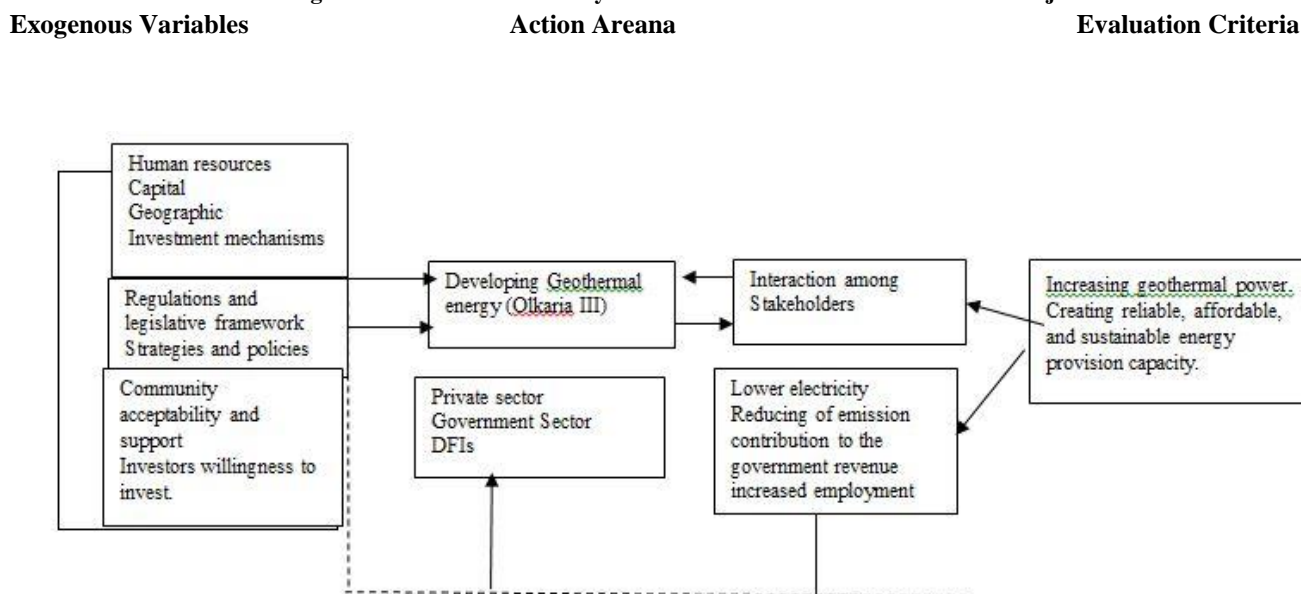 Exogenous Variables
Action Areana
Evaluation Criteria
Human resources
Capital
Geographic
Investment mechanisms
Regulations and
legislative framework
Strategies and policies
Community
acceptability and
support
Investors willingness to
invest.
Developing Geothermal
energy (Olkaria III)
Private sector
Government Sector
DFIs
Interaction among
Stakeholders
Lower electricity
Reducing of emission
contribution to the
government revenue
increased employment
Increasing geothermal power.
Creating reliable, affordable,
and sustainable energy
provision capacity.